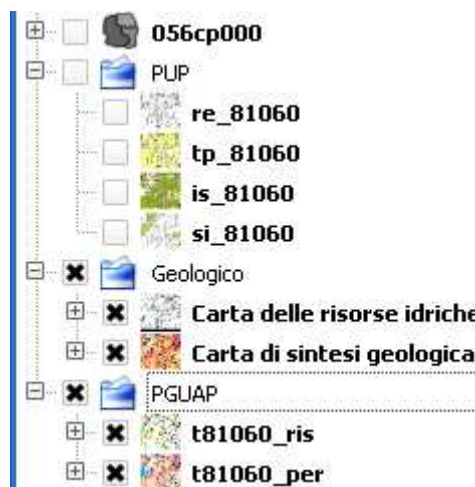 056cp000
PUP
re_81060
tp_81060
is_81060
si_81060
Geologico
Carta delle risorse idriche
Carta di sintesi geologica
PGUAP
t81060_ris
t81060_per